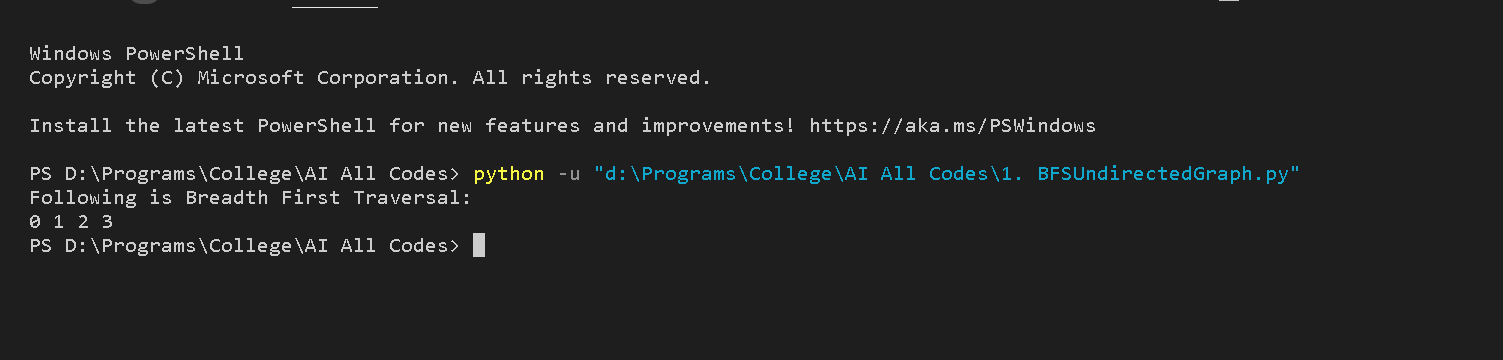 Windows PowerShell
Copyright (C) Microsoft Corporation. All rights reserved.
Install the latest PowerShell for new features and improvements! https://aka.ms/PSWindows
PS D:\Programs\College\AI All Codes> python -u "d:\Programs\College\AI All Codes\1. BFSUndirectedGraph.py"
Following is Breadth First Traversal:
0 1 2 3
PS D:\Programs\College\AI All Codes>